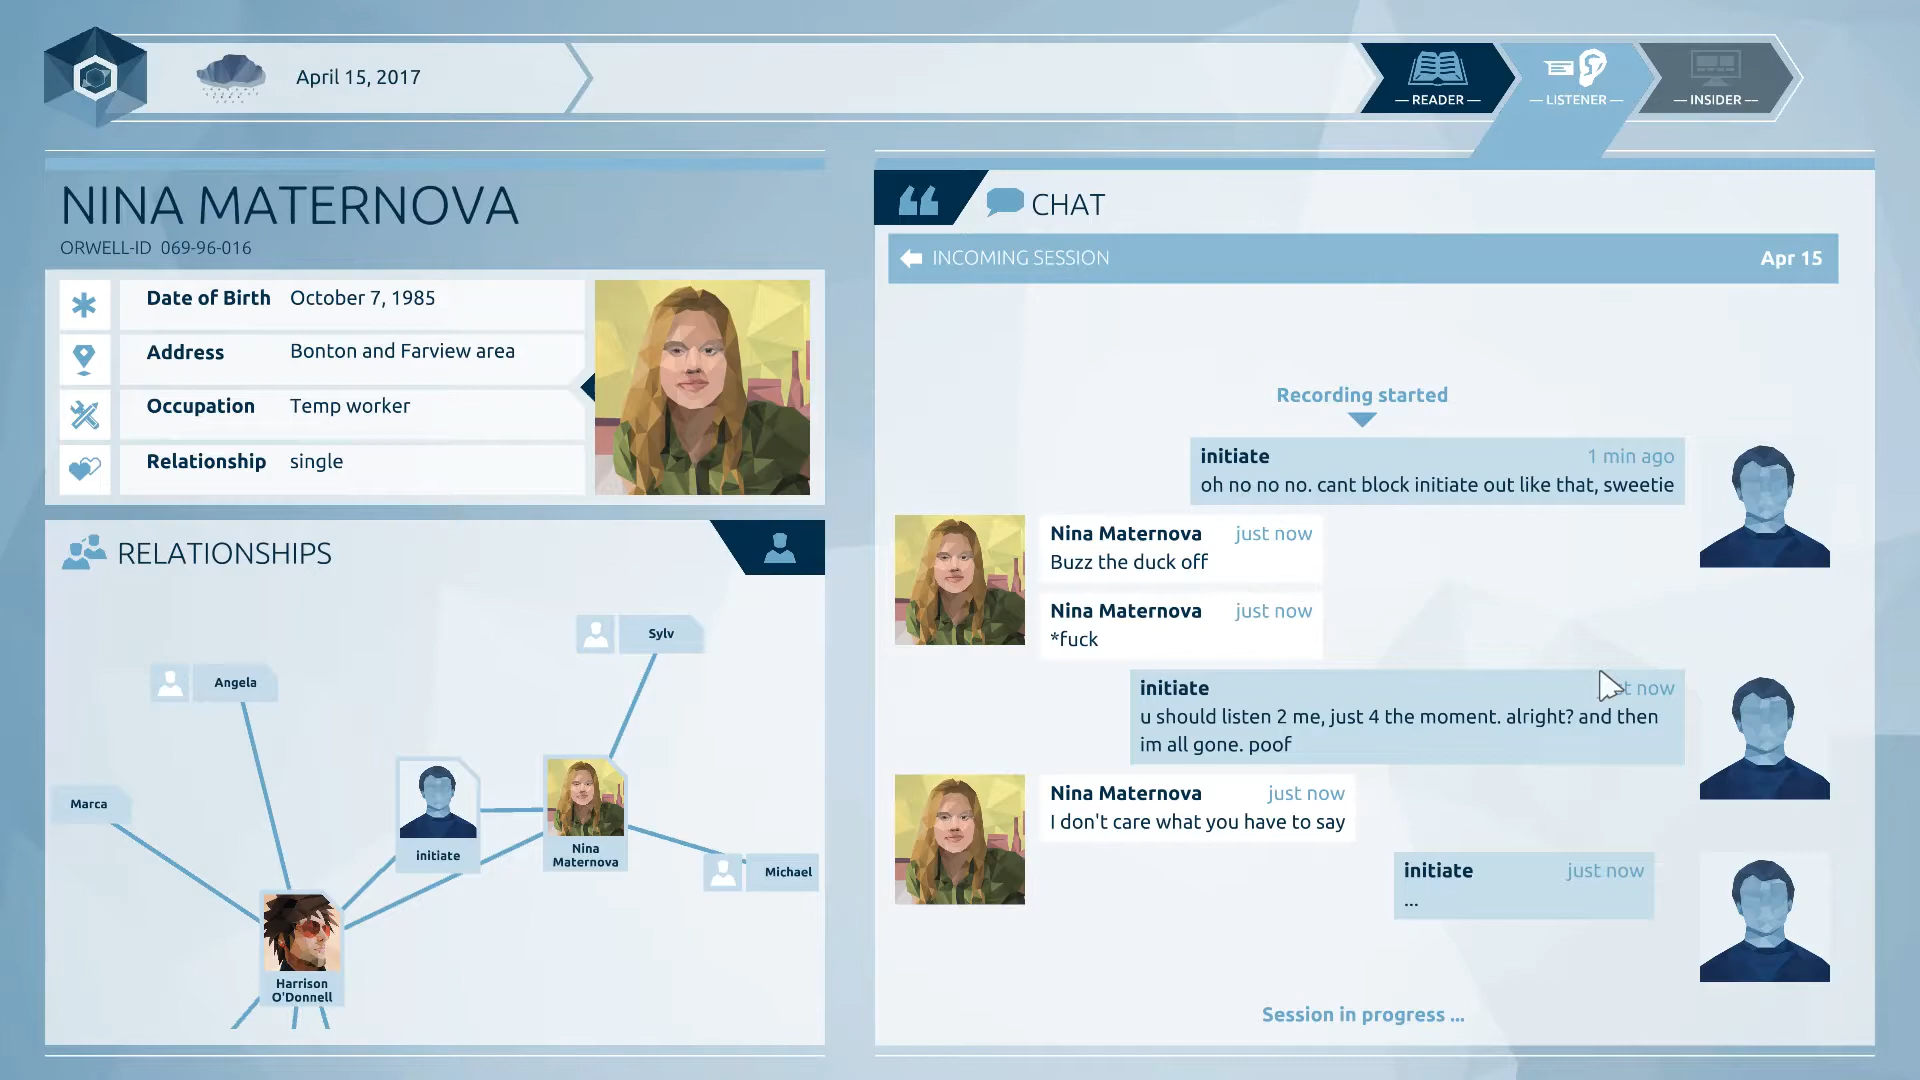 April 15, 2017
— READER —
— LISTENER —
— INSIDER —
NINA MATERNOVA
ORWELL-ID 069-96-016
Date of Birth October 7, 1985
Address Bonton and Farview area
Occupation Temp worker
Relationship single
RELATIONSHIPS
Sylv
Angela
Marca
initiate
Nina
Maternova
Michael
Harrison
O'Donnell
CHAT
INCOMING SESSION Apr 15
Recording started
initiate 1 min ago
oh no no no. cant block initiate out like that, sweetie
Nina Maternova just now
Buzz the duck off
Nina Maternova just now
*fuck
initiate now
u should listen 2 me, just 4 the moment. alright? and then
im all gone. poof
Nina Maternova just now
I don't care what you have to say
initiate just now
...
Session in progress ...